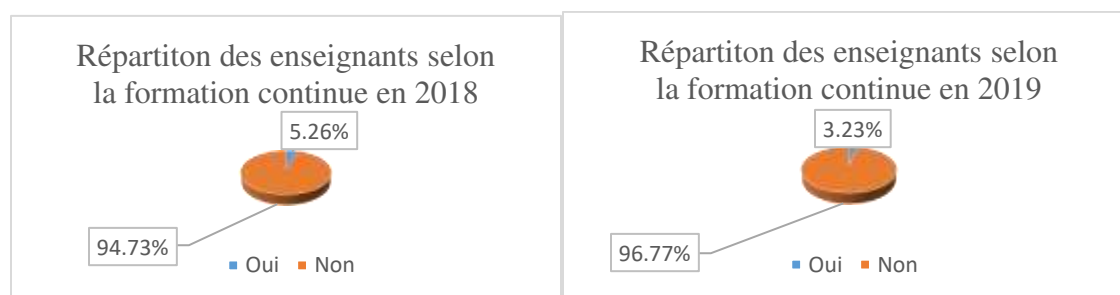 Répartiton des enseignants selon
la formation continue en 2018
5.26%
94.73%
Oui Non
Répartiton des enseignants selon
la formation continue en 2019
3.23%
96.77%
Oui Non